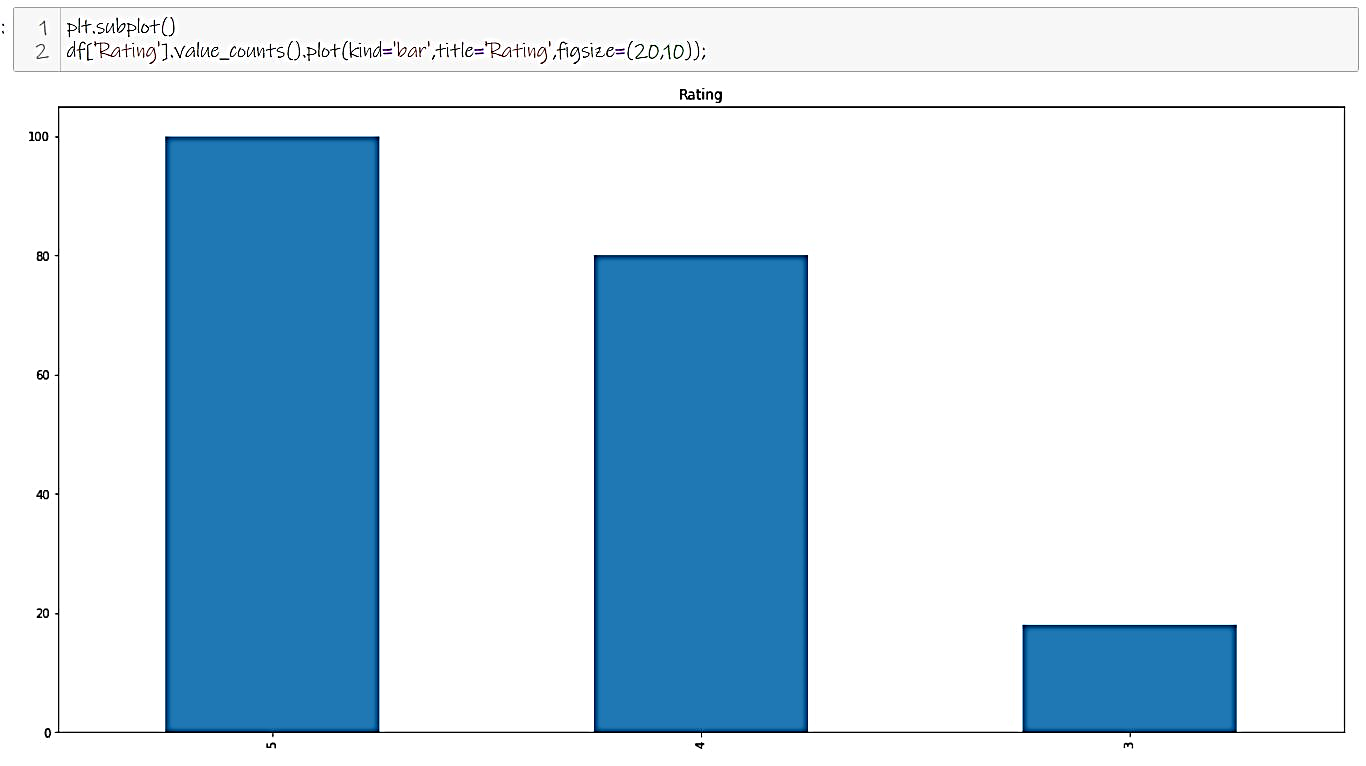 :
1 plt.subplot()
2 df['Rating'].value_counts().plot(kind='bar',title='Rating',figsize=(20,10));
Rating
100
80
60
40
20
0
5 4 3